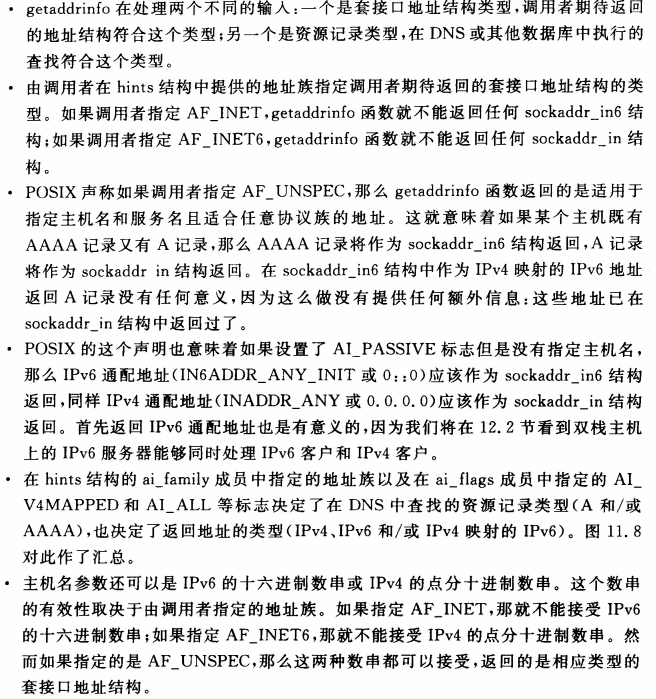 · getaddrinfo 在处理两个不同的输入:一个是套接口地址结构类型,调用者期待返回
的地址结构符合这个类型;另一个是资源记录类型,在 DNS 或其他数据库中执行的
查找符合这个类型。
· 由调用者在 hints 结构中提供的地址族指定调用者期待返回的套接口地址结构的类
型。如果调用者指定 AF_INET,getaddrinfo 函数就不能返回任何 sockaddr_in6 结
构;如果调用者指定 AF_INET6,getaddrinfo 函数就不能返回任何 sockaddr_in 结
构。
· POSIX 声称如果调用者指定 AF_UNSPEC,那么 getaddrinfo 函数返回的是适用于
指定主机名和服务名且适合任意协议族的地址。这就意味着如果某个主机既有
AAAA 记录又有 A 记录,那么 AAAA 记录将作为 sockaddr_in6 结构返回,A 记录
将作为 sockaddr in 结构返回。在 sockaddr_in6 结构中作为 IPv4 映射的 IPv6 地址
返回 A 记录没有任何意义,因为这么做没有提供任何额外信息:这些地址已在
sockaddr_in 结构中返回过了。
· POSIX 的这个声明也意味着如果设置了 AI_PASSIVE 标志但是没有指定主机名,
那么 IPv6 通配地址(IN6ADDR_ANY_INIT 或 0::0)应该作为 sockaddr_in6 结构
返回,同样 IPv4 通配地址(INADDR_ANY 或 0.0.0.0)应该作为 sockaddr_in 结构
返回。首先返回 IPv6 通配地址也是有意义的,因为我们将在 12.2 节看到双栈主机
上的 IPv6 服务器能够同时处理 IPv6 客户和 IPv4 客户。
· 在 hints 结构的 ai_family 成员中指定的地址族以及在 ai_flags 成员中指定的 AI_
V4MAPPED 和 AI_ALL 等标志决定了在 DNS 中查找的资源记录类型(A 和/或
AAAA),也决定了返回地址的类型(IPv4、IPv6 和/或 IPv4 映射的 IPv6)。图 11.8
对此作了汇总。
· 主机名参数还可以是 IPv6 的十六进制数串或 IPv4 的点分十进制数串。这个数串
的有效性取决于由调用者指定的地址族。如果指定 AF_INET,那就不能接受 IPv6
的十六进制数串;如果指定 AF_INET6,那就不能接受 IPv4 的点分十进制数串。然
而如果指定的是 AF_UNSPEC,那么这两种数串都可以接受,返回的是相应类型的
套接口地址结构。